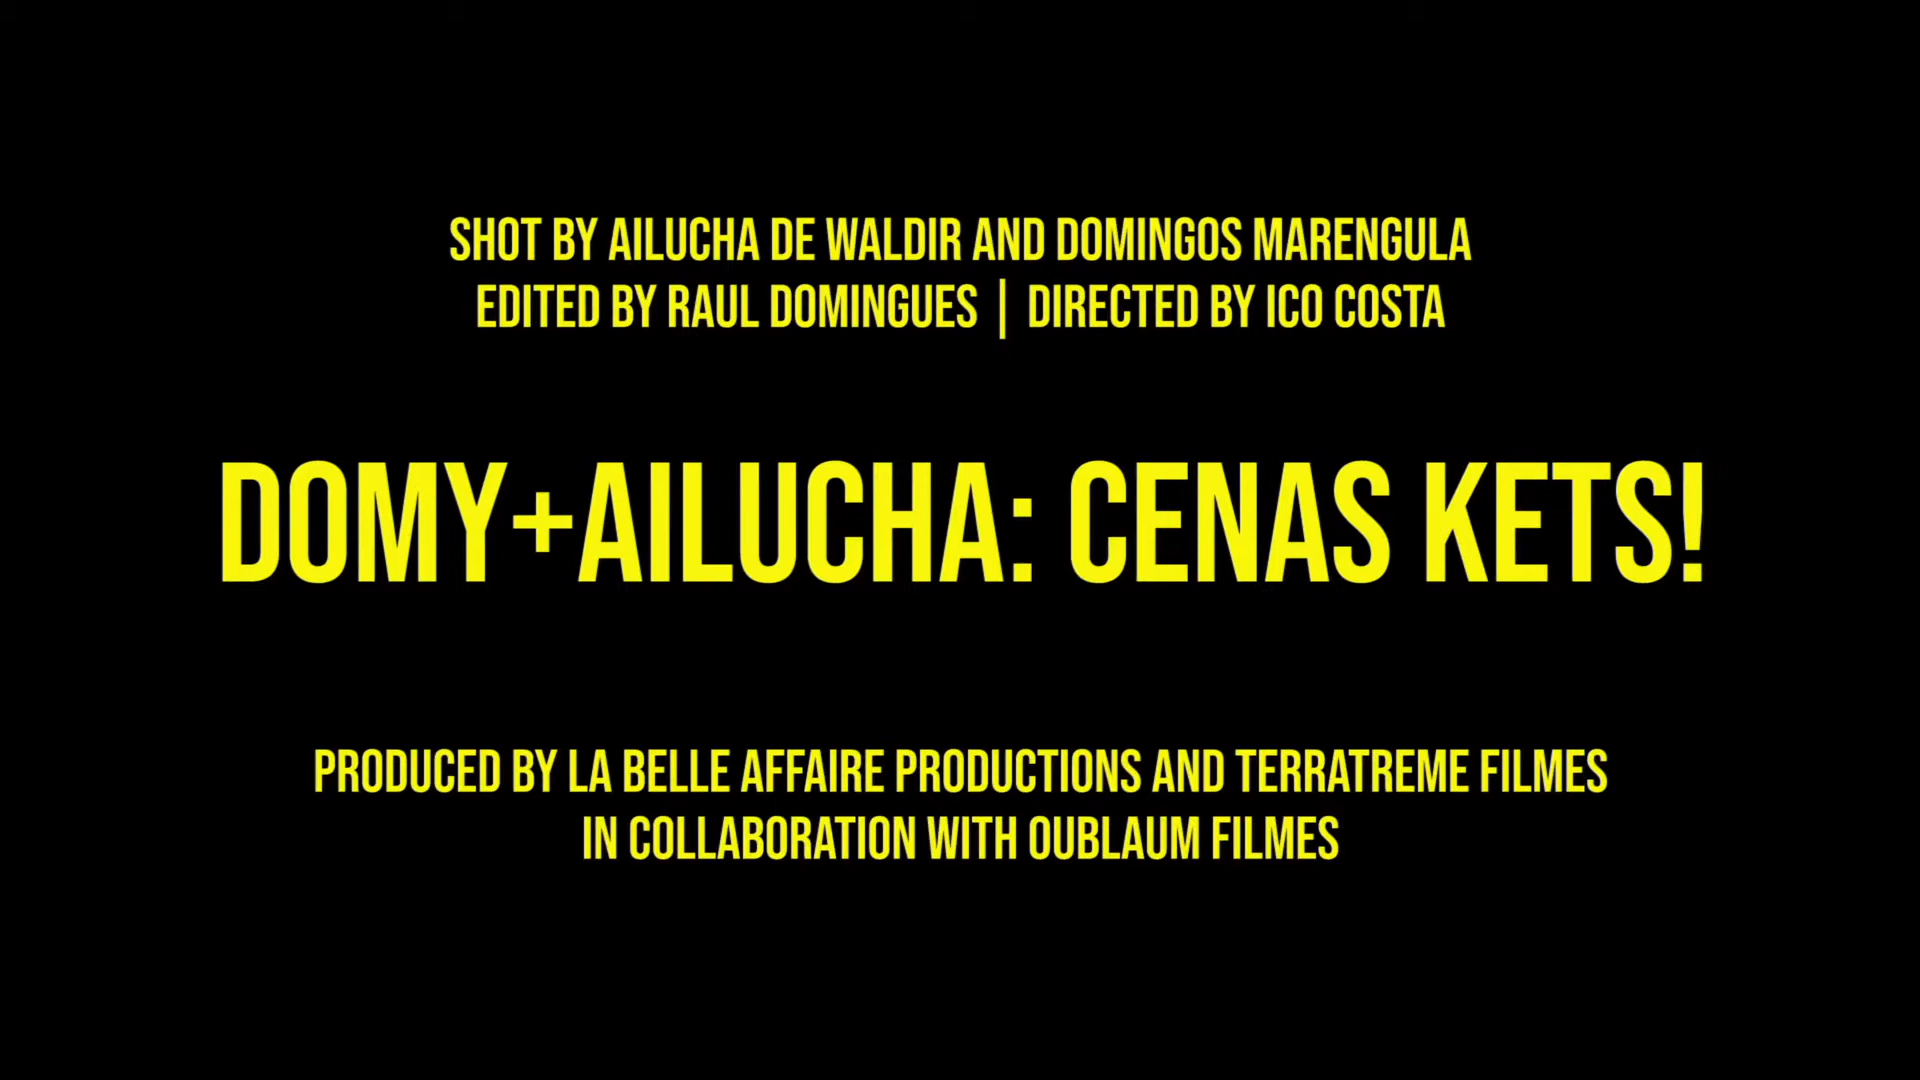 SHOT BY AILUCHA DE WALDIR AND DOMINGOS MARENGULA
EDITED BY RAUL DOMINGUES | DIRECTED BY ICO COSTA
DOMY+AILUCHA: CENAS KETS!
PRODUCED BY LA BELLE AFFAIRE PRODUCTIONS AND TERRATREME FILMES
IN COLLABORATION WITH OUBLAUM FILMES